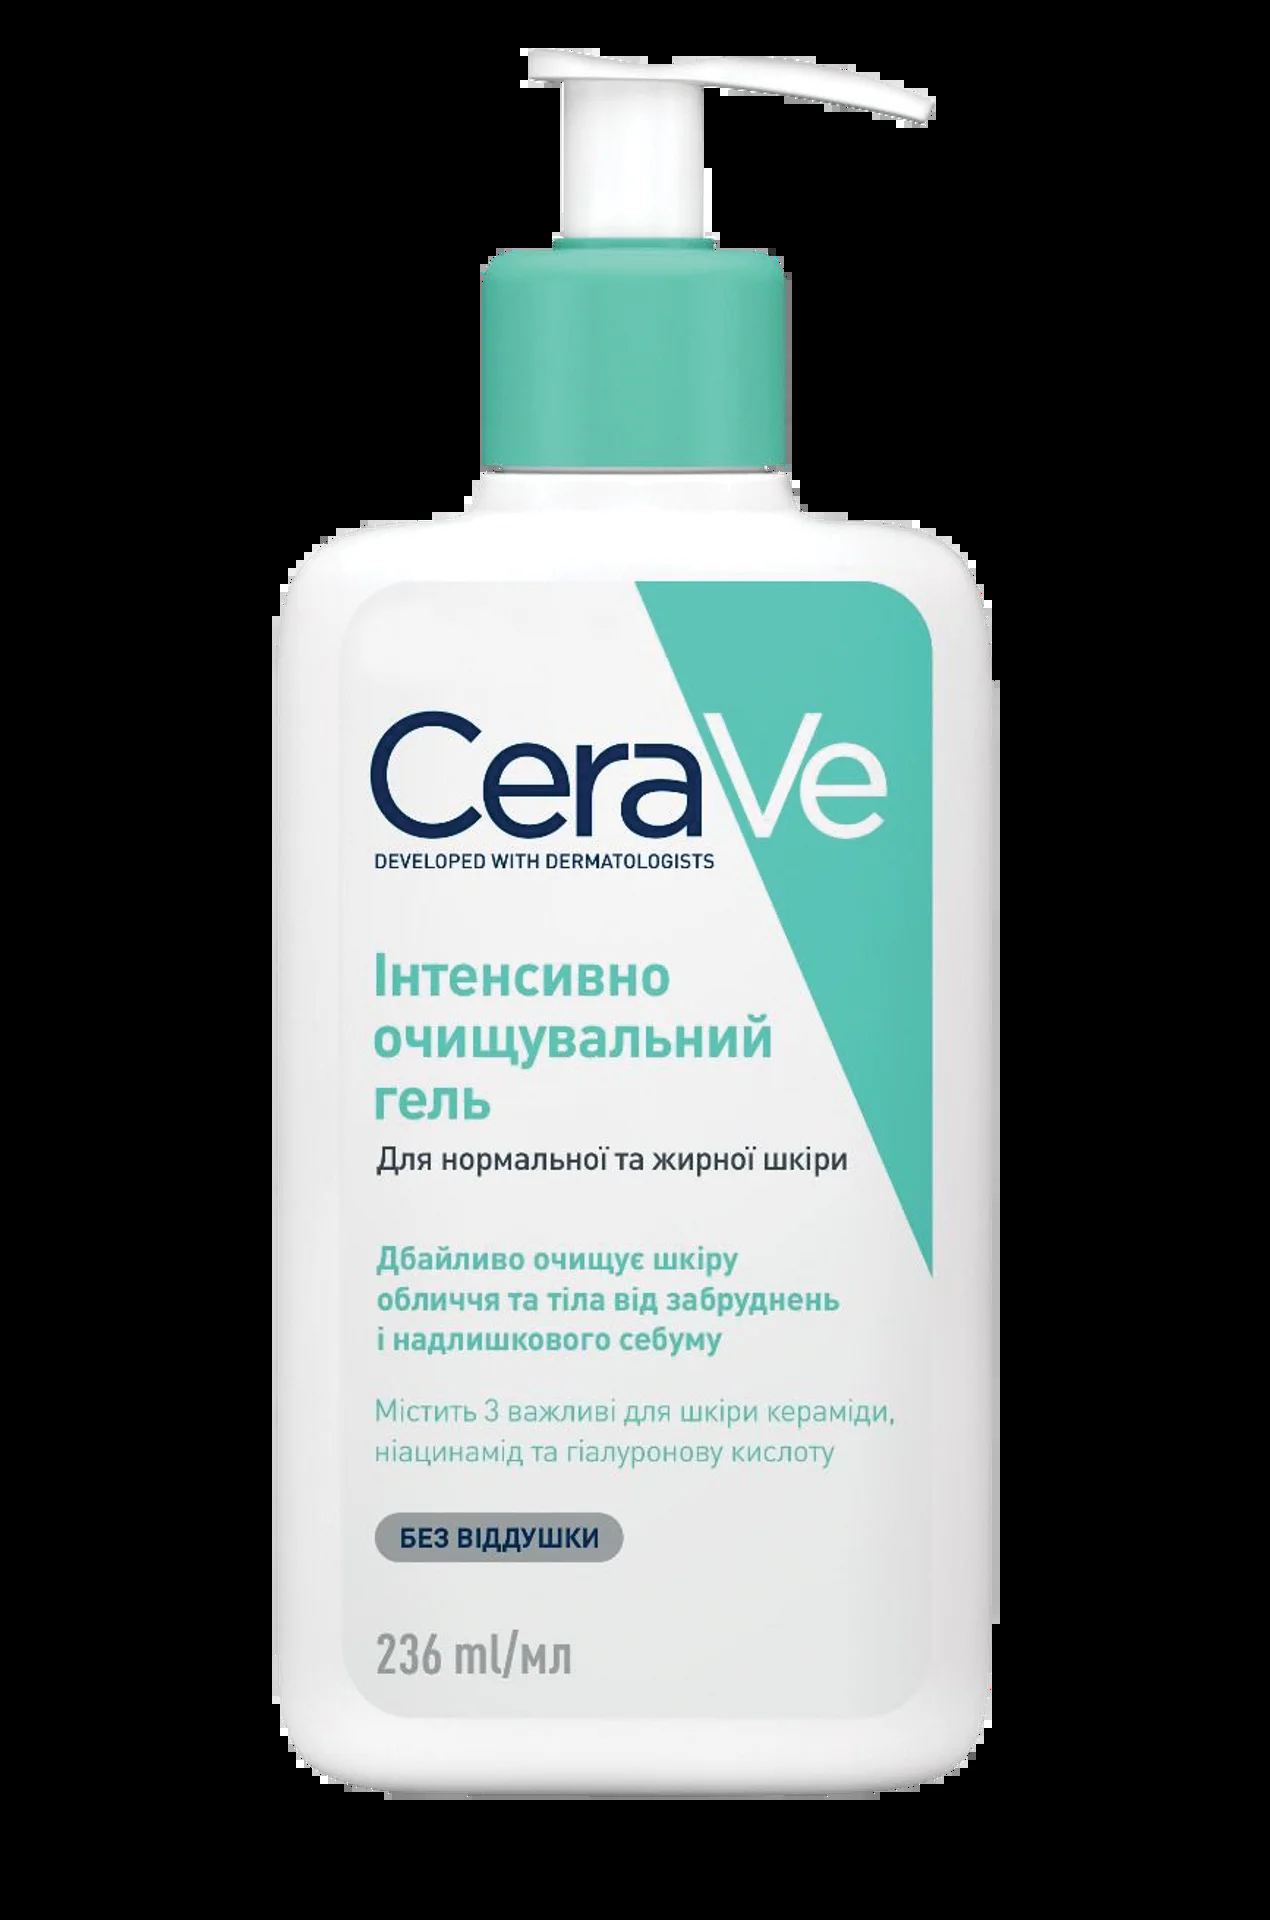 CeraVe
DEVELOPED WITH DERMATOLOGISTS
Інтенсивно
очищувальний
гель
Для нормальної та жирної шкіри
Дбайливо очищує шкіру
обличчя та тіла від забруднень
і надлишкового себуму
Містить 3 важливі для шкіри кераміди,
ніацинамід та гіалуронову кислоту
БЕЗ ВІДДУШКИ
236 ml/мл